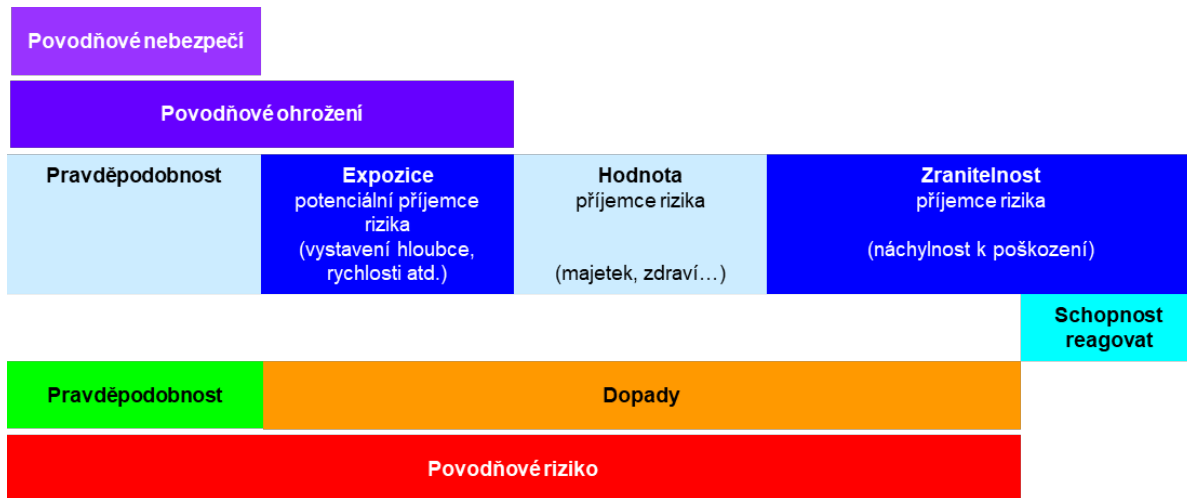 Povodňové nebezpečí
Povodňové ohrožení
Pravděpodobnost
Expozice
potenciální příjemce
rizika
(vystavení hloubce,
rychlosti atd.)
Hodnota
příjemce rizika
(majetek, zdraví…)
Zranitelnost
příjemce rizika
(náchylnost k poškození)
Schopnost
reagovat
Pravděpodobnost
Dopady
Povodňové riziko